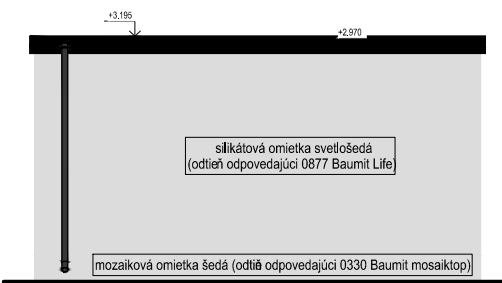 +3,195
+2,970
silikátová omietka svetlošedá
(odtieň odpovedajúci 0877 Baumit Life)
mozaiková omietka šedá (odtiň odpovedajúci 0330 Baumit mosaiktop)